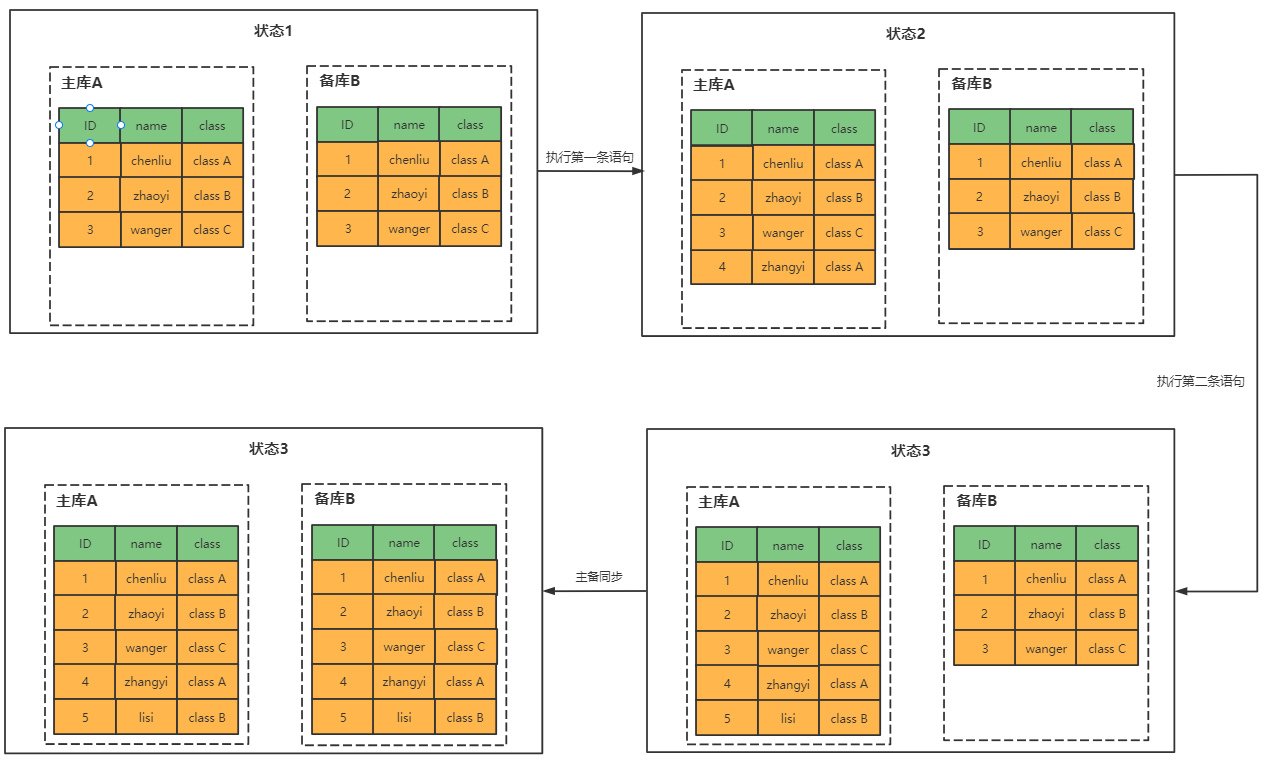 状态1
主库A
ID name class
1 chenliu class A
2 zhaoyi class B
3 wanger class C
备库B
ID name class
1 chenliu class A
2 zhaoyi class B
3 wanger class C
执行第一条语句
状态2
主库A
ID name class
1 chenliu class A
2 zhaoyi class B
3 wanger class C
4 zhangyi class A
备库B
ID name class
1 chenliu class A
2 zhaoyi class B
3 wanger class C
执行第二条语句
状态3
主库A
ID name class
1 chenliu class A
2 zhaoyi class B
3 wanger class C
4 zhangyi class A
5 lisi class B
备库B
ID name class
1 chenliu class A
2 zhaoyi class B
3 wanger class C
主备同步
状态3
主库A
ID name class
1 chenliu class A
2 zhaoyi class B
3 wanger class C
4 zhangyi class A
5 lisi class B
备库B
ID name class
1 chenliu class A
2 zhaoyi class B
3 wanger class C
4 zhangyi class A
5 lisi class B